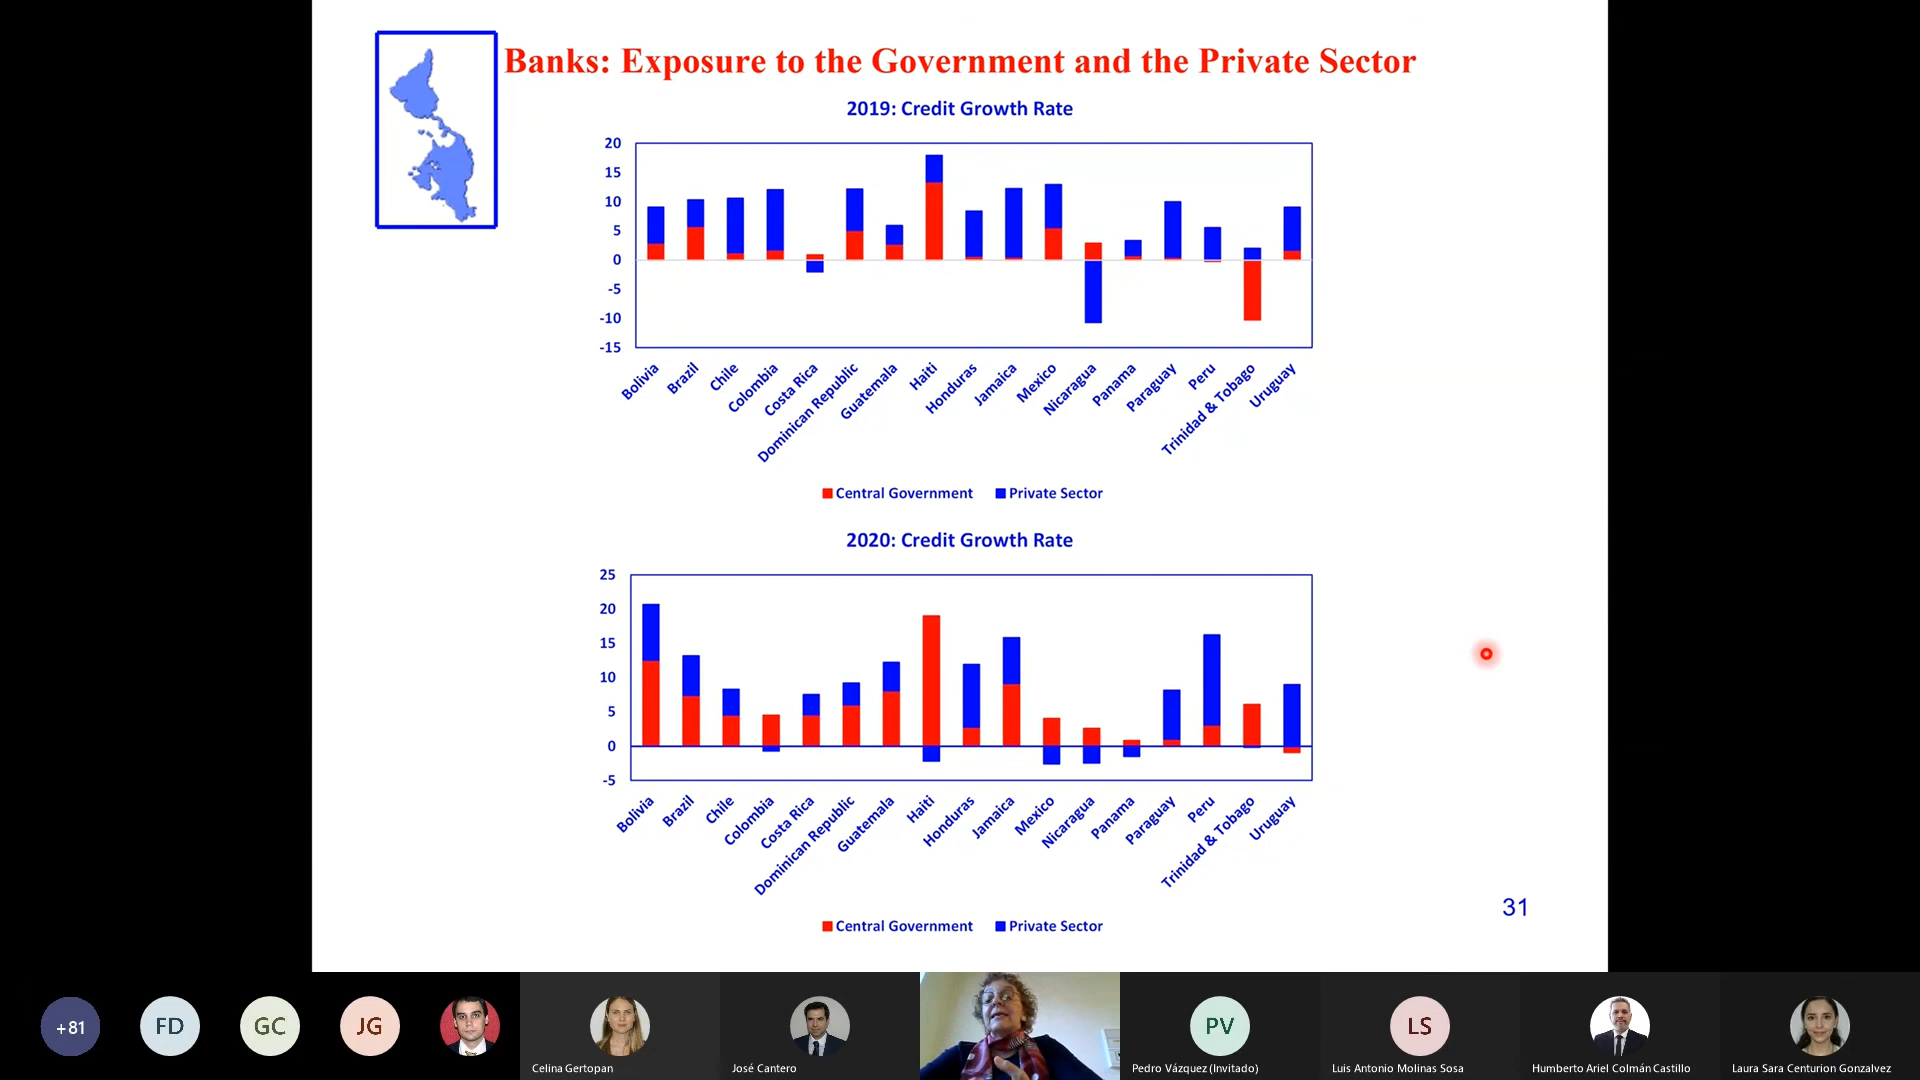 Banks: Exposure to the Government and the Private Sector
2019: Credit Growth Rate
20
15
10
5
0
-5
-10
-15
Bolivia
Brazil
Chile
Colombia
Costa Rica
Dominican Republic
Guatemala
Haiti
Honduras
Jamaica
Mexico
Nicaragua
Panama
Paraguay
Peru
Trinidad & Tobago
Uruguay
Central Government Private Sector
2020: Credit Growth Rate
25
20
15
10
5
0
-5
Bolivia
Brazil
Chile
Colombia
Costa Rica
Dominican Republic
Guatemala
Haiti
Honduras
Jamaica
Mexico
Nicaragua
Panama
Paraguay
Peru
Trinidad & Tobago
Uruguay
Central Government Private Sector
31
+81
FD
GC
JG
Celina Gertopan
José Cantero
PV
Pedro Vázquez (Invitado)
LS
Luis Antonio Molinas Sosa
Humberto Ariel Colmán Castillo
Laura Sara Centurion Gonzalvez